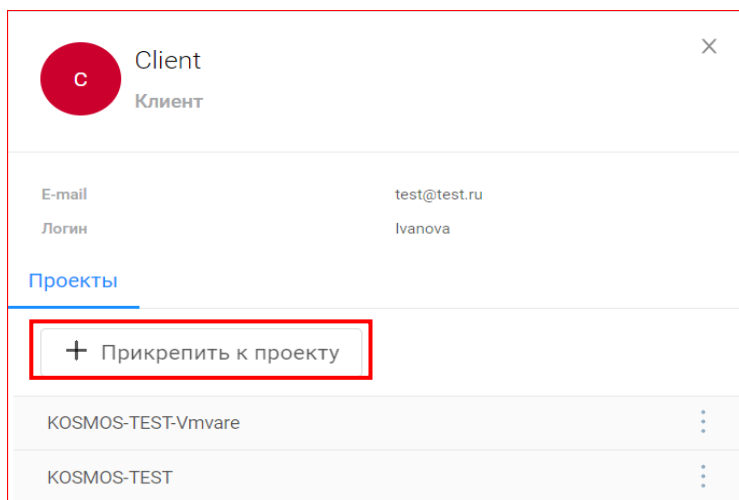 Client
С
Клиент
E-mail test@test.ru
Логин Ivanova
Проекты
+ Прикрепить к проекту
KOSMOS-TEST-Vmvare
KOSMOS-TEST